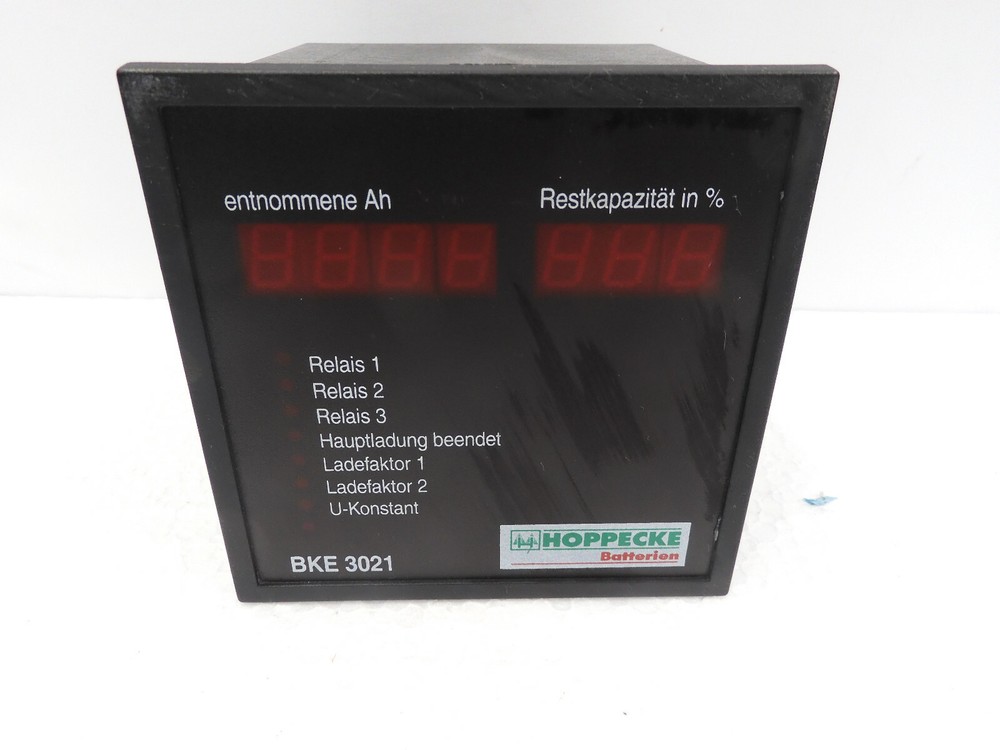 entnommene Ah
Restkapazität in %
Relais 1
Relais 2
Relais 3
Hauptladung beendet
Ladefaktor 1
Ladefaktor 2
U-Konstant
BKE 3021
HOPPECKE
Batterien